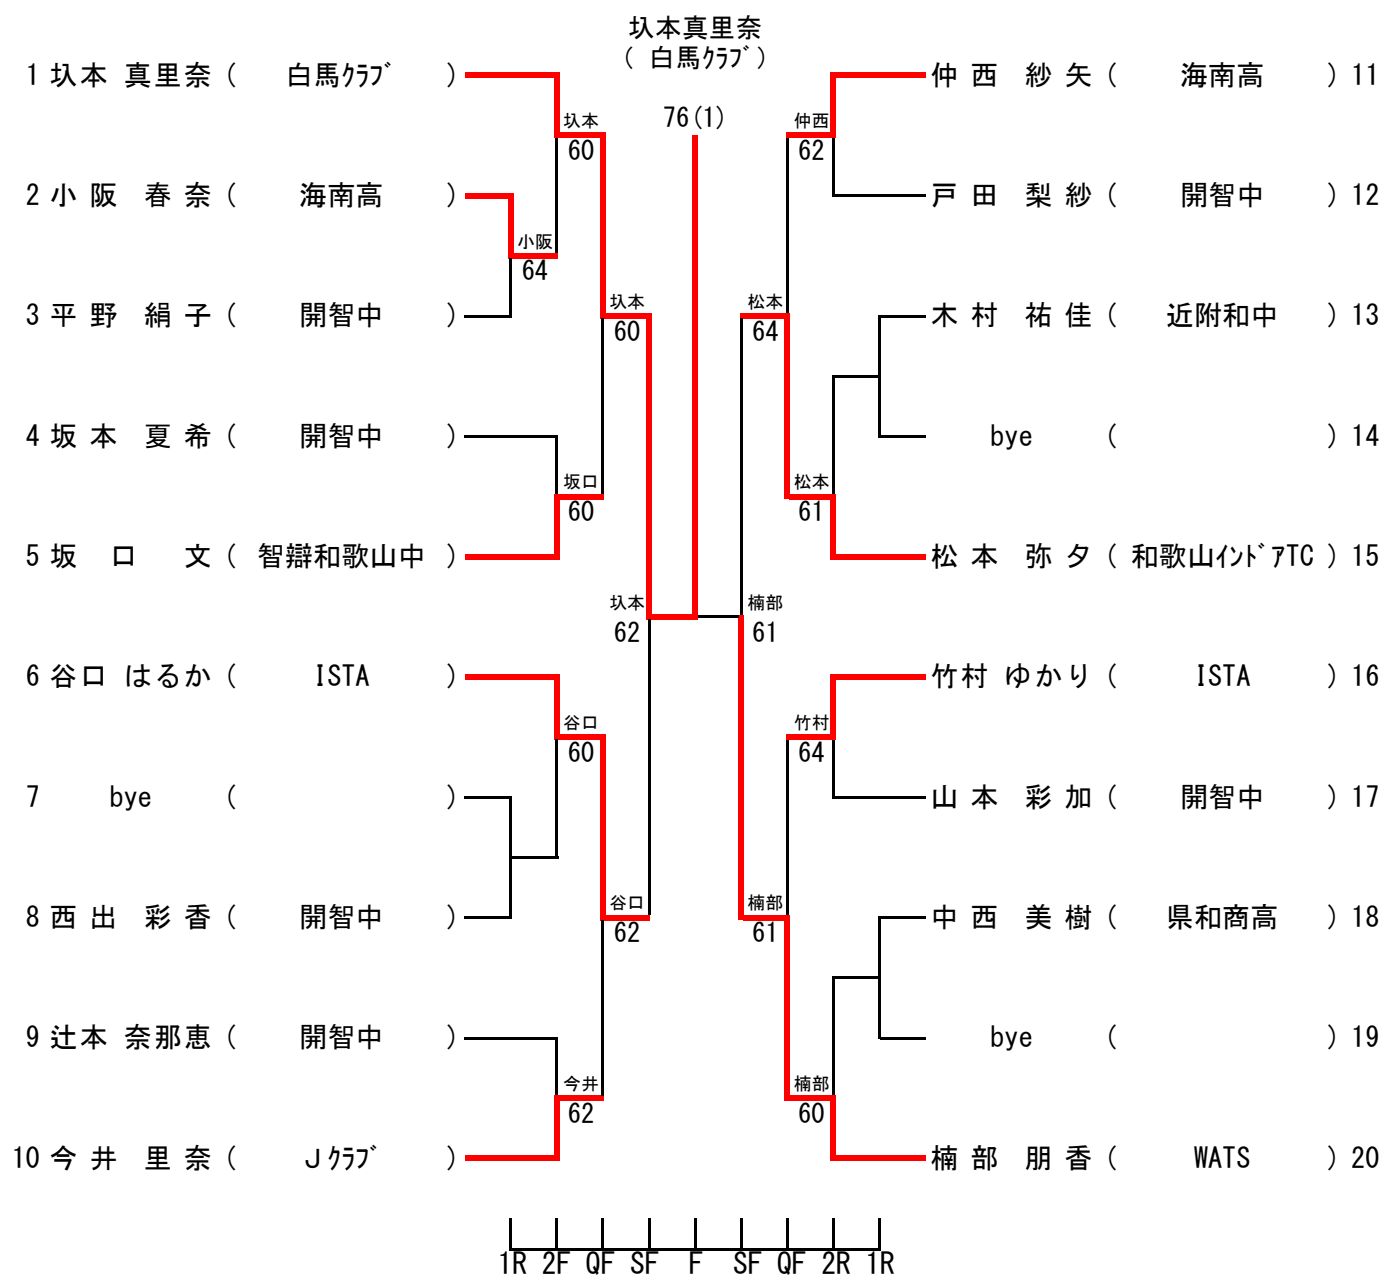 圦本真里奈
( 白馬ｸﾗﾌﾞ)
76(1)
1 圦本 真里奈 ( 白馬ｸﾗﾌﾞ )
2 小阪 春奈 ( 海南高 )
3 平野 絹子 ( 開智中 )
4 坂本 夏希 ( 開智中 )
5 坂口 文 ( 智辯和歌山中 )
6 谷口 はるか ( ISTA )
7 bye ( )
8 西出 彩香 ( 開智中 )
9 辻本 奈那恵 ( 開智中 )
10 今井 里奈 ( Ｊｸﾗﾌﾞ )
小阪
64
圦本
60
坂口
60
谷口
60
今井
62
圦本
60
谷口
62
圦本
62
楠部
61
松本
64
楠部
61
仲西
62
松本
61
竹村
64
楠部
60
仲西 紗矢 ( 海南高 ) 11
戸田 梨紗 ( 開智中 ) 12
木村 祐佳 ( 近附和中 ) 13
bye ( ) 14
松本 弥夕 ( 和歌山ｲﾝﾄﾞｱTC ) 15
竹村 ゆかり ( ISTA ) 16
山本 彩加 ( 開智中 ) 17
中西 美樹 ( 県和商高 ) 18
bye ( ) 19
楠部 朋香 ( WATS ) 20
1R 2F QF SF F SF QF 2R 1R